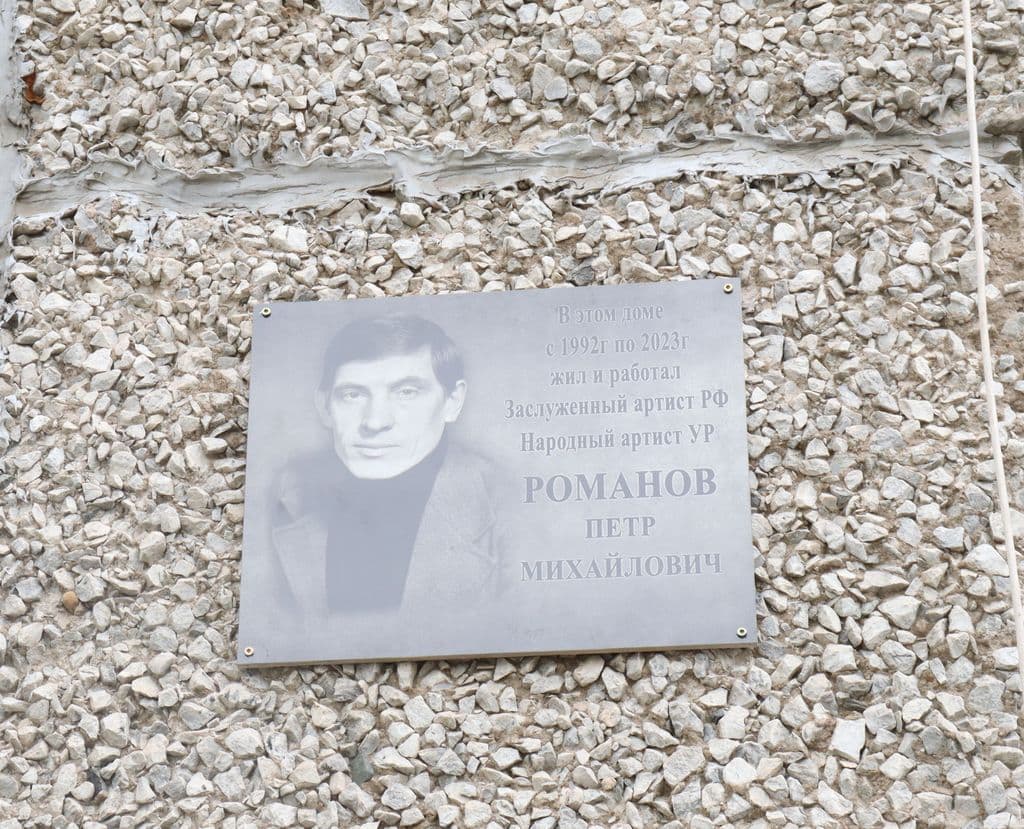 В этом доме
с 1992г по 2023г
жил и работал
Заслуженный артист РФ
Народный артист УР
РОМАНОВ
ПЕТР
МИХАЙЛОВИЧ